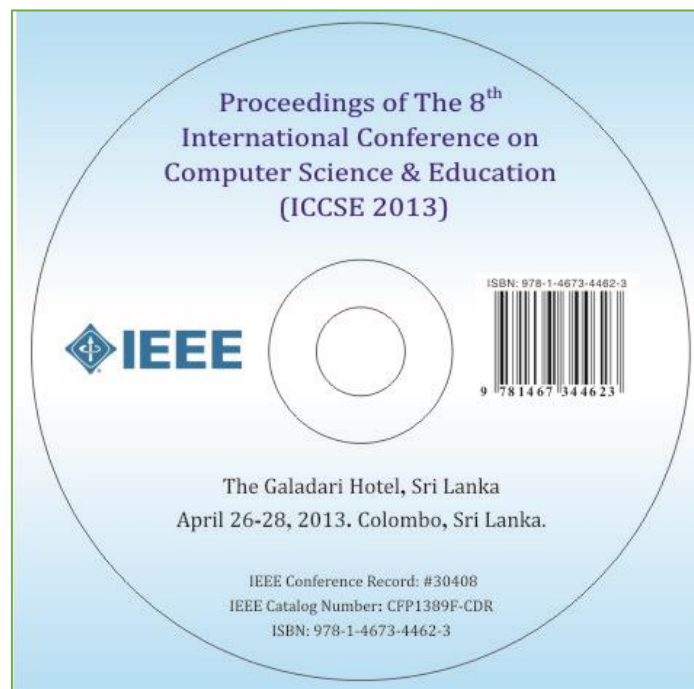 Proceedings of The 8th
International Conference on
Computer Science & Education
(ICCSE 2013)
ISBN: 978-1-4673-4462-3
IEEE
9 781467 344623
The Galadari Hotel, Sri Lanka
April 26-28, 2013. Colombo, Sri Lanka.
IEEE Conference Record: #30408
IEEE Catalog Number: CFP1389F-CDR
ISBN: 978-1-4673-4462-3